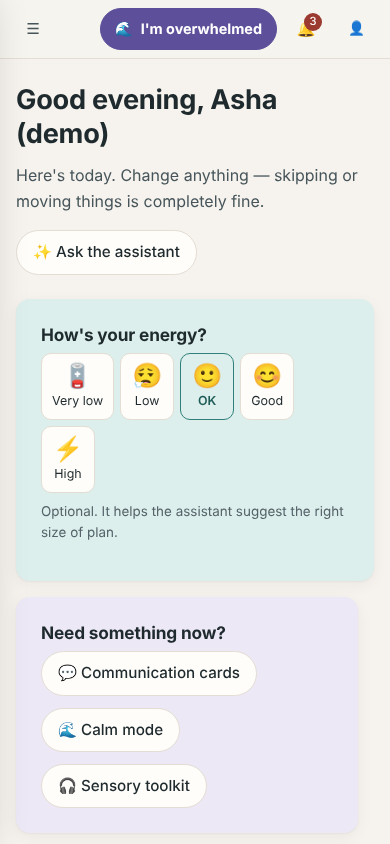 ☰
🌊 I'm overwhelmed
🔔 3
👤
Good evening, Asha
(demo)
Here's today. Change anything — skipping or
moving things is completely fine.
✨ Ask the assistant
How's your energy?
Very low
Low
OK
Good
High
Optional. It helps the assistant suggest the right
size of plan.
Need something now?
💬 Communication cards
🌊 Calm mode
🎧 Sensory toolkit